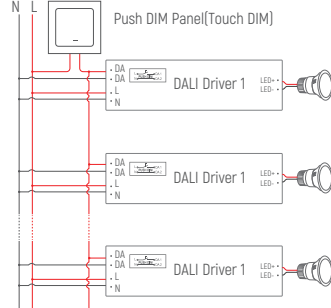 N L
Push DIM Panel(Touch DIM)
DA
DA
L
N
DALI Driver 1
LED+
LED-
DA
DA
L
N
DALI Driver 1
LED+
LED-
DA
DA
L
N
DALI Driver 1
LED+
LED-